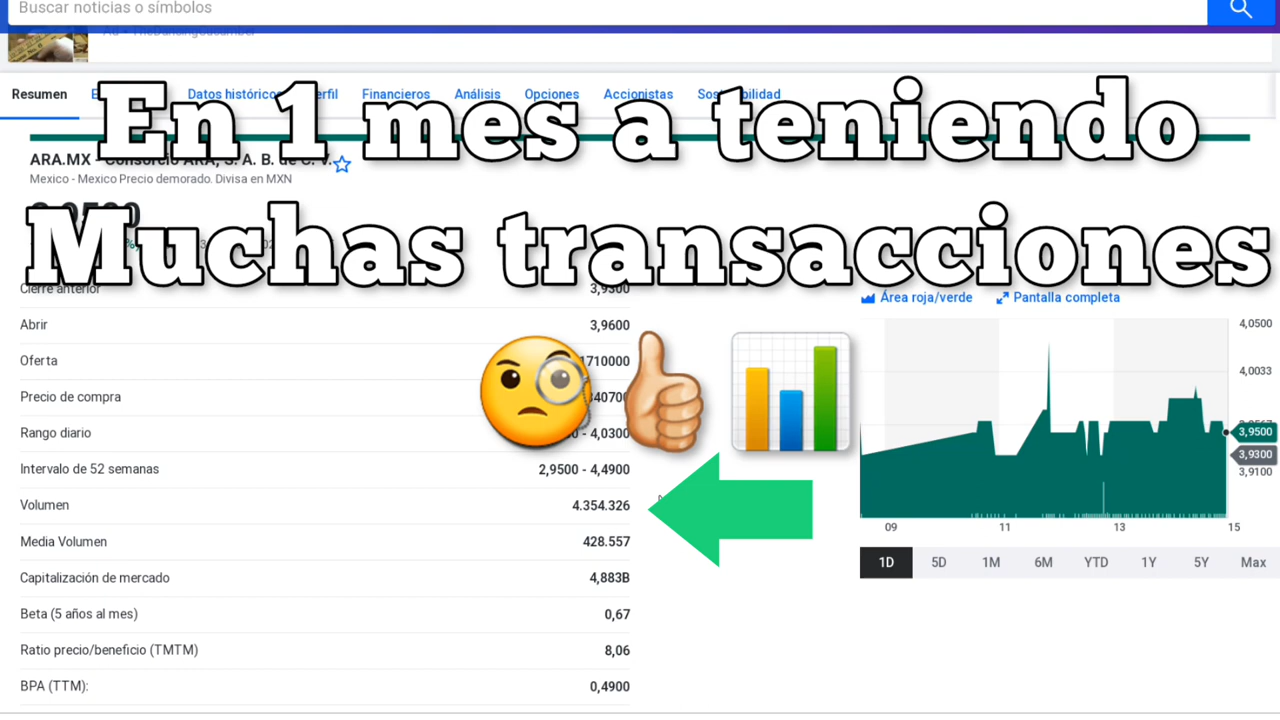 Buscar noticias o símbolos
Resumen
Datos históricos
Financieros Análisis Opciones Accionistas
En 1 mes a teniendo
ARA.MX - Consorcio ARA, S. A. B. de C. V.
Mexico - Mexico Precio demorado. Divisa en MXN
Muchas transacciones
Cierre anterior 3,9300
Área roja/verde Pantalla completa
Abrir 3,9600
Oferta
Precio de compra
Rango diario - 4,0300
Intervalo de 52 semanas 2,9500 - 4,4900
Volumen 4.354.326
Media Volumen 428.557
Capitalización de mercado 4,883B
Beta (5 años al mes) 0,67
Ratio precio/beneficio (TMTM) 8,06
BPA (TTM): 0,4900
4,0500
4,0033
3,9500
3,9300
3,9100
09 11 13 15
1D 5D 1M 6M YTD 1Y 5Y Max